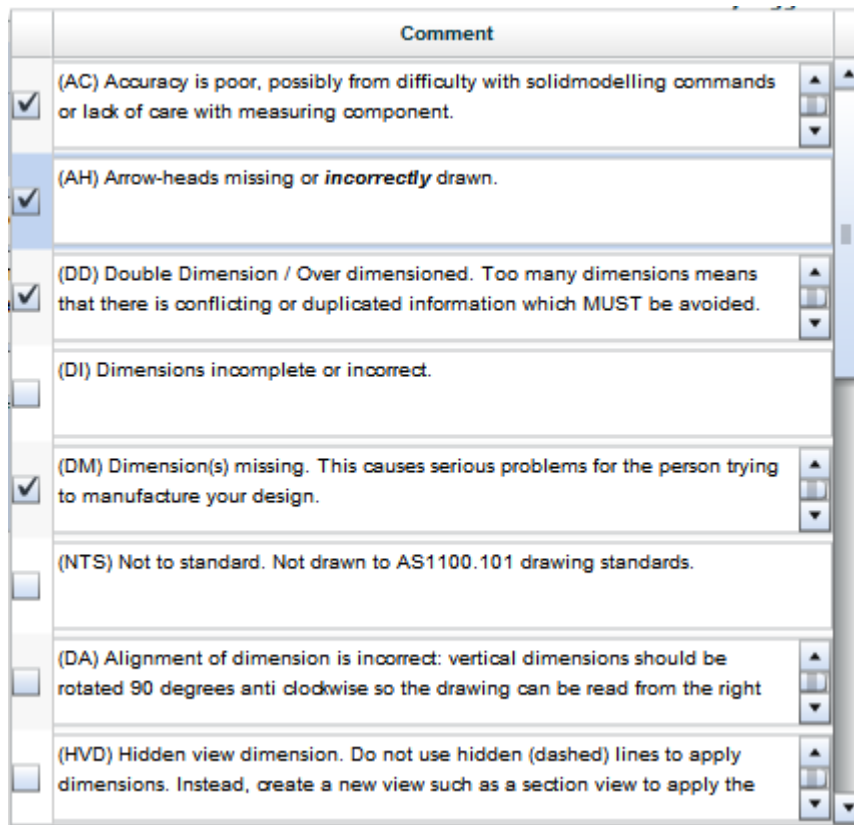 Comment
(AC) Accuracy is poor, possibly from difficulty with solidmodelling commands
or lack of care with measuring component.
(AH) Arrow-heads missing or incorrectly drawn.
(DD) Double Dimension / Over dimensioned. Too many dimensions means
that there is conflicting or duplicated information which MUST be avoided.
(DI) Dimensions incomplete or incorrect.
(DM) Dimension(s) missing. This causes serious problems for the person trying
to manufacture your design.
(NTS) Not to standard. Not drawn to AS1100.101 drawing standards.
(DA) Alignment of dimension is incorrect: vertical dimensions should be
rotated 90 degrees anti clockwise so the drawing can be read from the right
(HVD) Hidden view dimension. Do not use hidden (dashed) lines to apply
dimensions. Instead, create a new view such as a section view to apply the